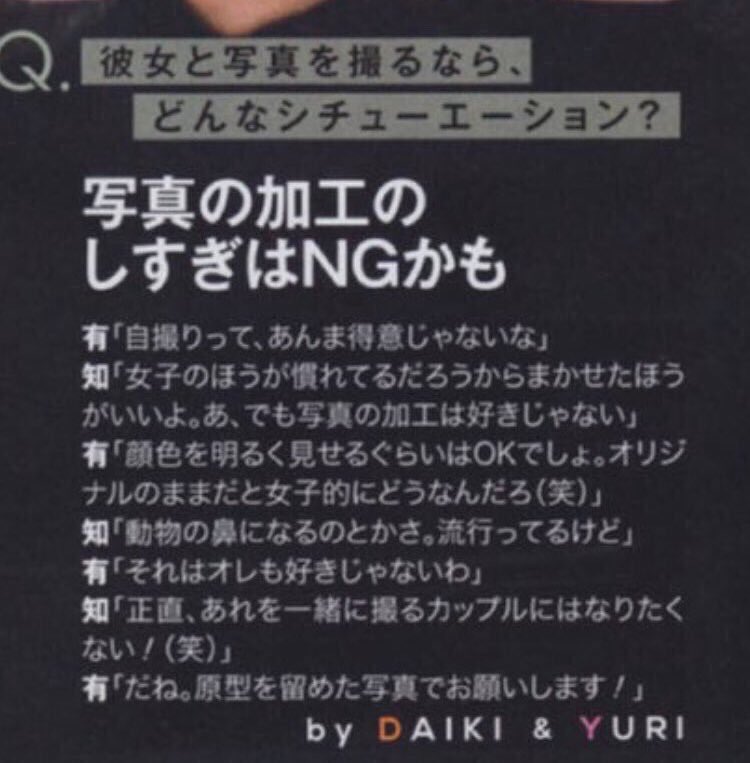 Q. 彼女と写真を撮るなら、
どんなシチューエーション？
写真の加工の
しすぎはNGかも
有「自撮りって、あんま得意じゃないな」
知「女子のほうが慣れてるだろうからまかせたほう
がいいよ。あ、でも写真の加工は好きじゃない」
有「顔色を明るく見せるぐらいはOKでしょ。オリジ
ナルのままだと女子的にどうなんだろ（笑）」
知「動物の鼻になるのとかさ。流行ってるけど」
有「それはオレも好きじゃないわ」
知「正直、あれを一緒に撮るカップルにはなりたく
ない！（笑）」
有「だね。原型を留めた写真でお願いします！」
by DAIKI & YURI